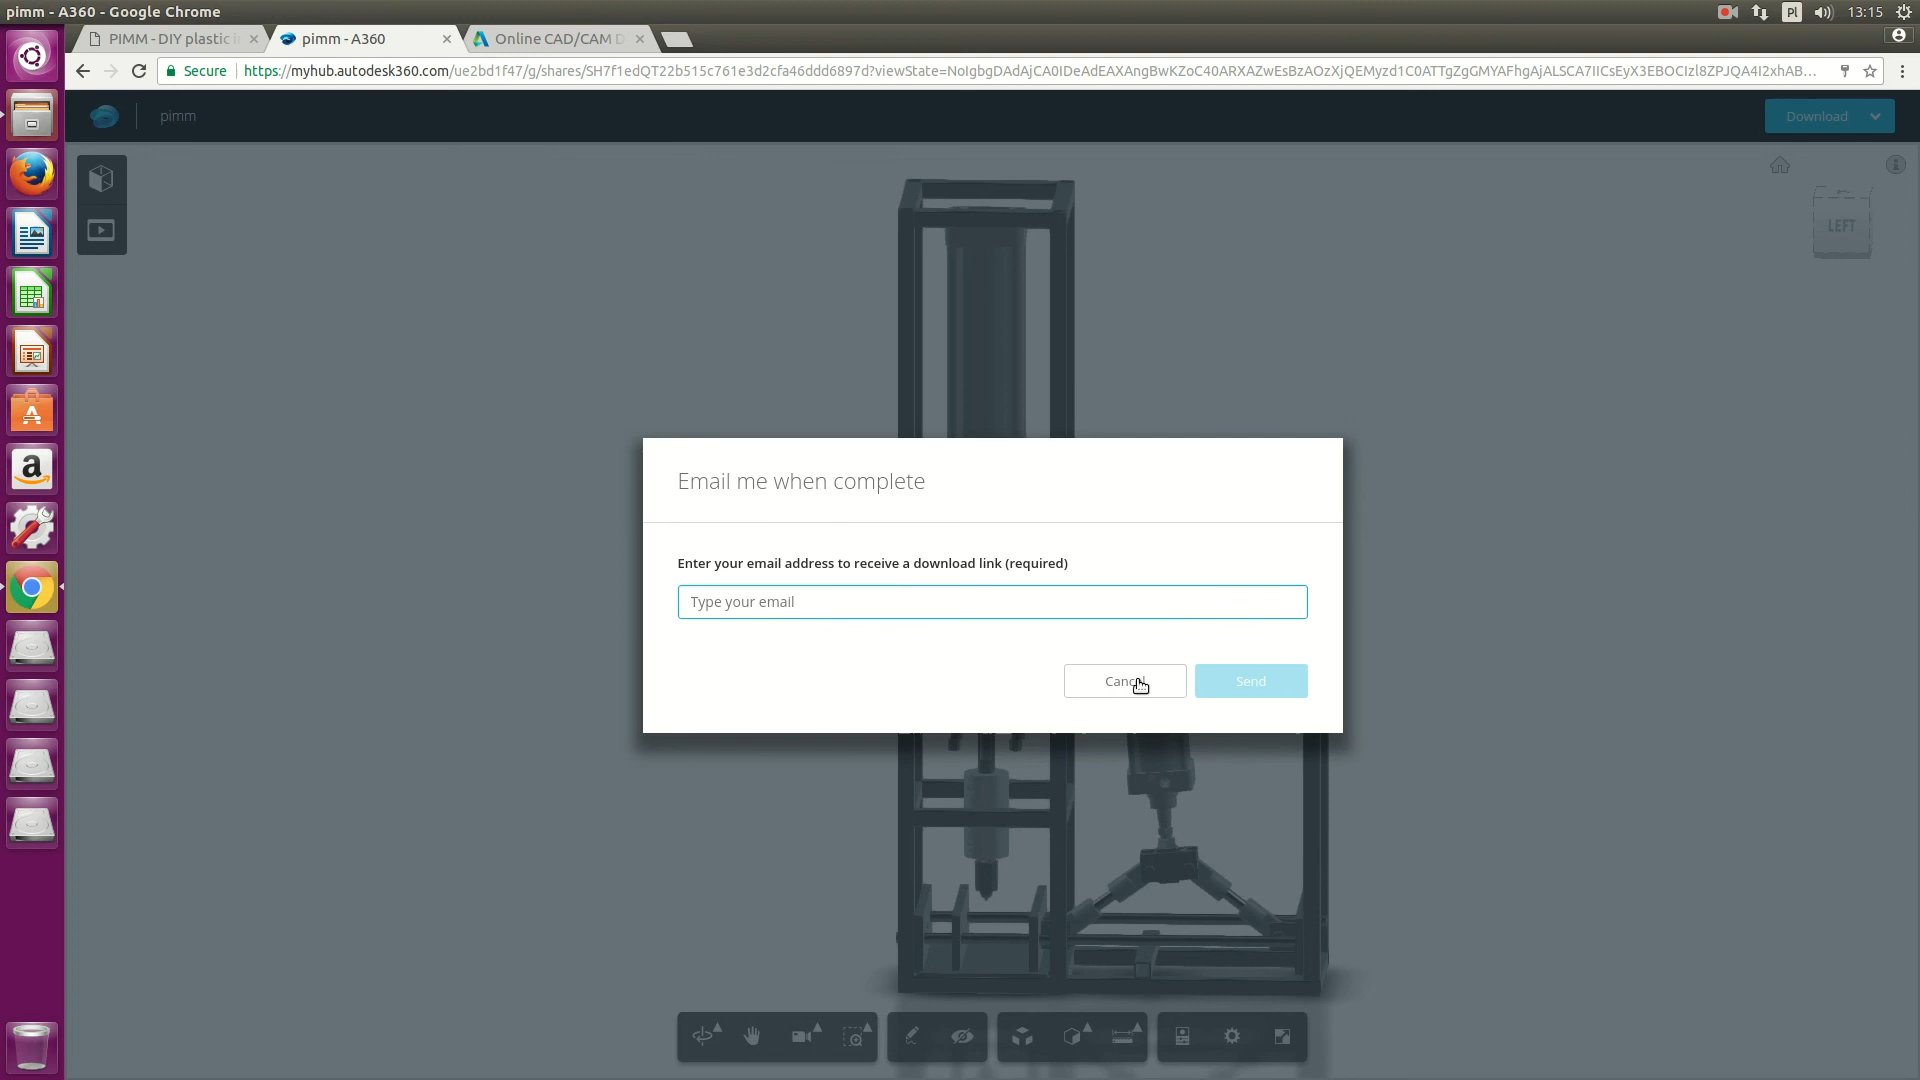 pimm - A360 - Google Chrome
Pl
13:15
PIMM - DIY plastic i
pimm - A360
Online CAD/CAM D
Secure
https://myhub.autodesk360.com/ue2bd1f47/g/shares/SH7f1edQT22b515c761e3d2cfa46ddd6897d?viewState=NoIgbgDAdAjCA0IDeAdEAXAngBwKZoC40ARXAZwEsBzAOzXjQEMyzd1C0ATTgZgGMYAFhgAjALSCA7IICsEyX3EBOCIzl8ZPJQA4I2xhAB...
pimm
Download
LEFT
Email me when complete
Enter your email address to receive a download link (required)
Type your email
Cancel
Send